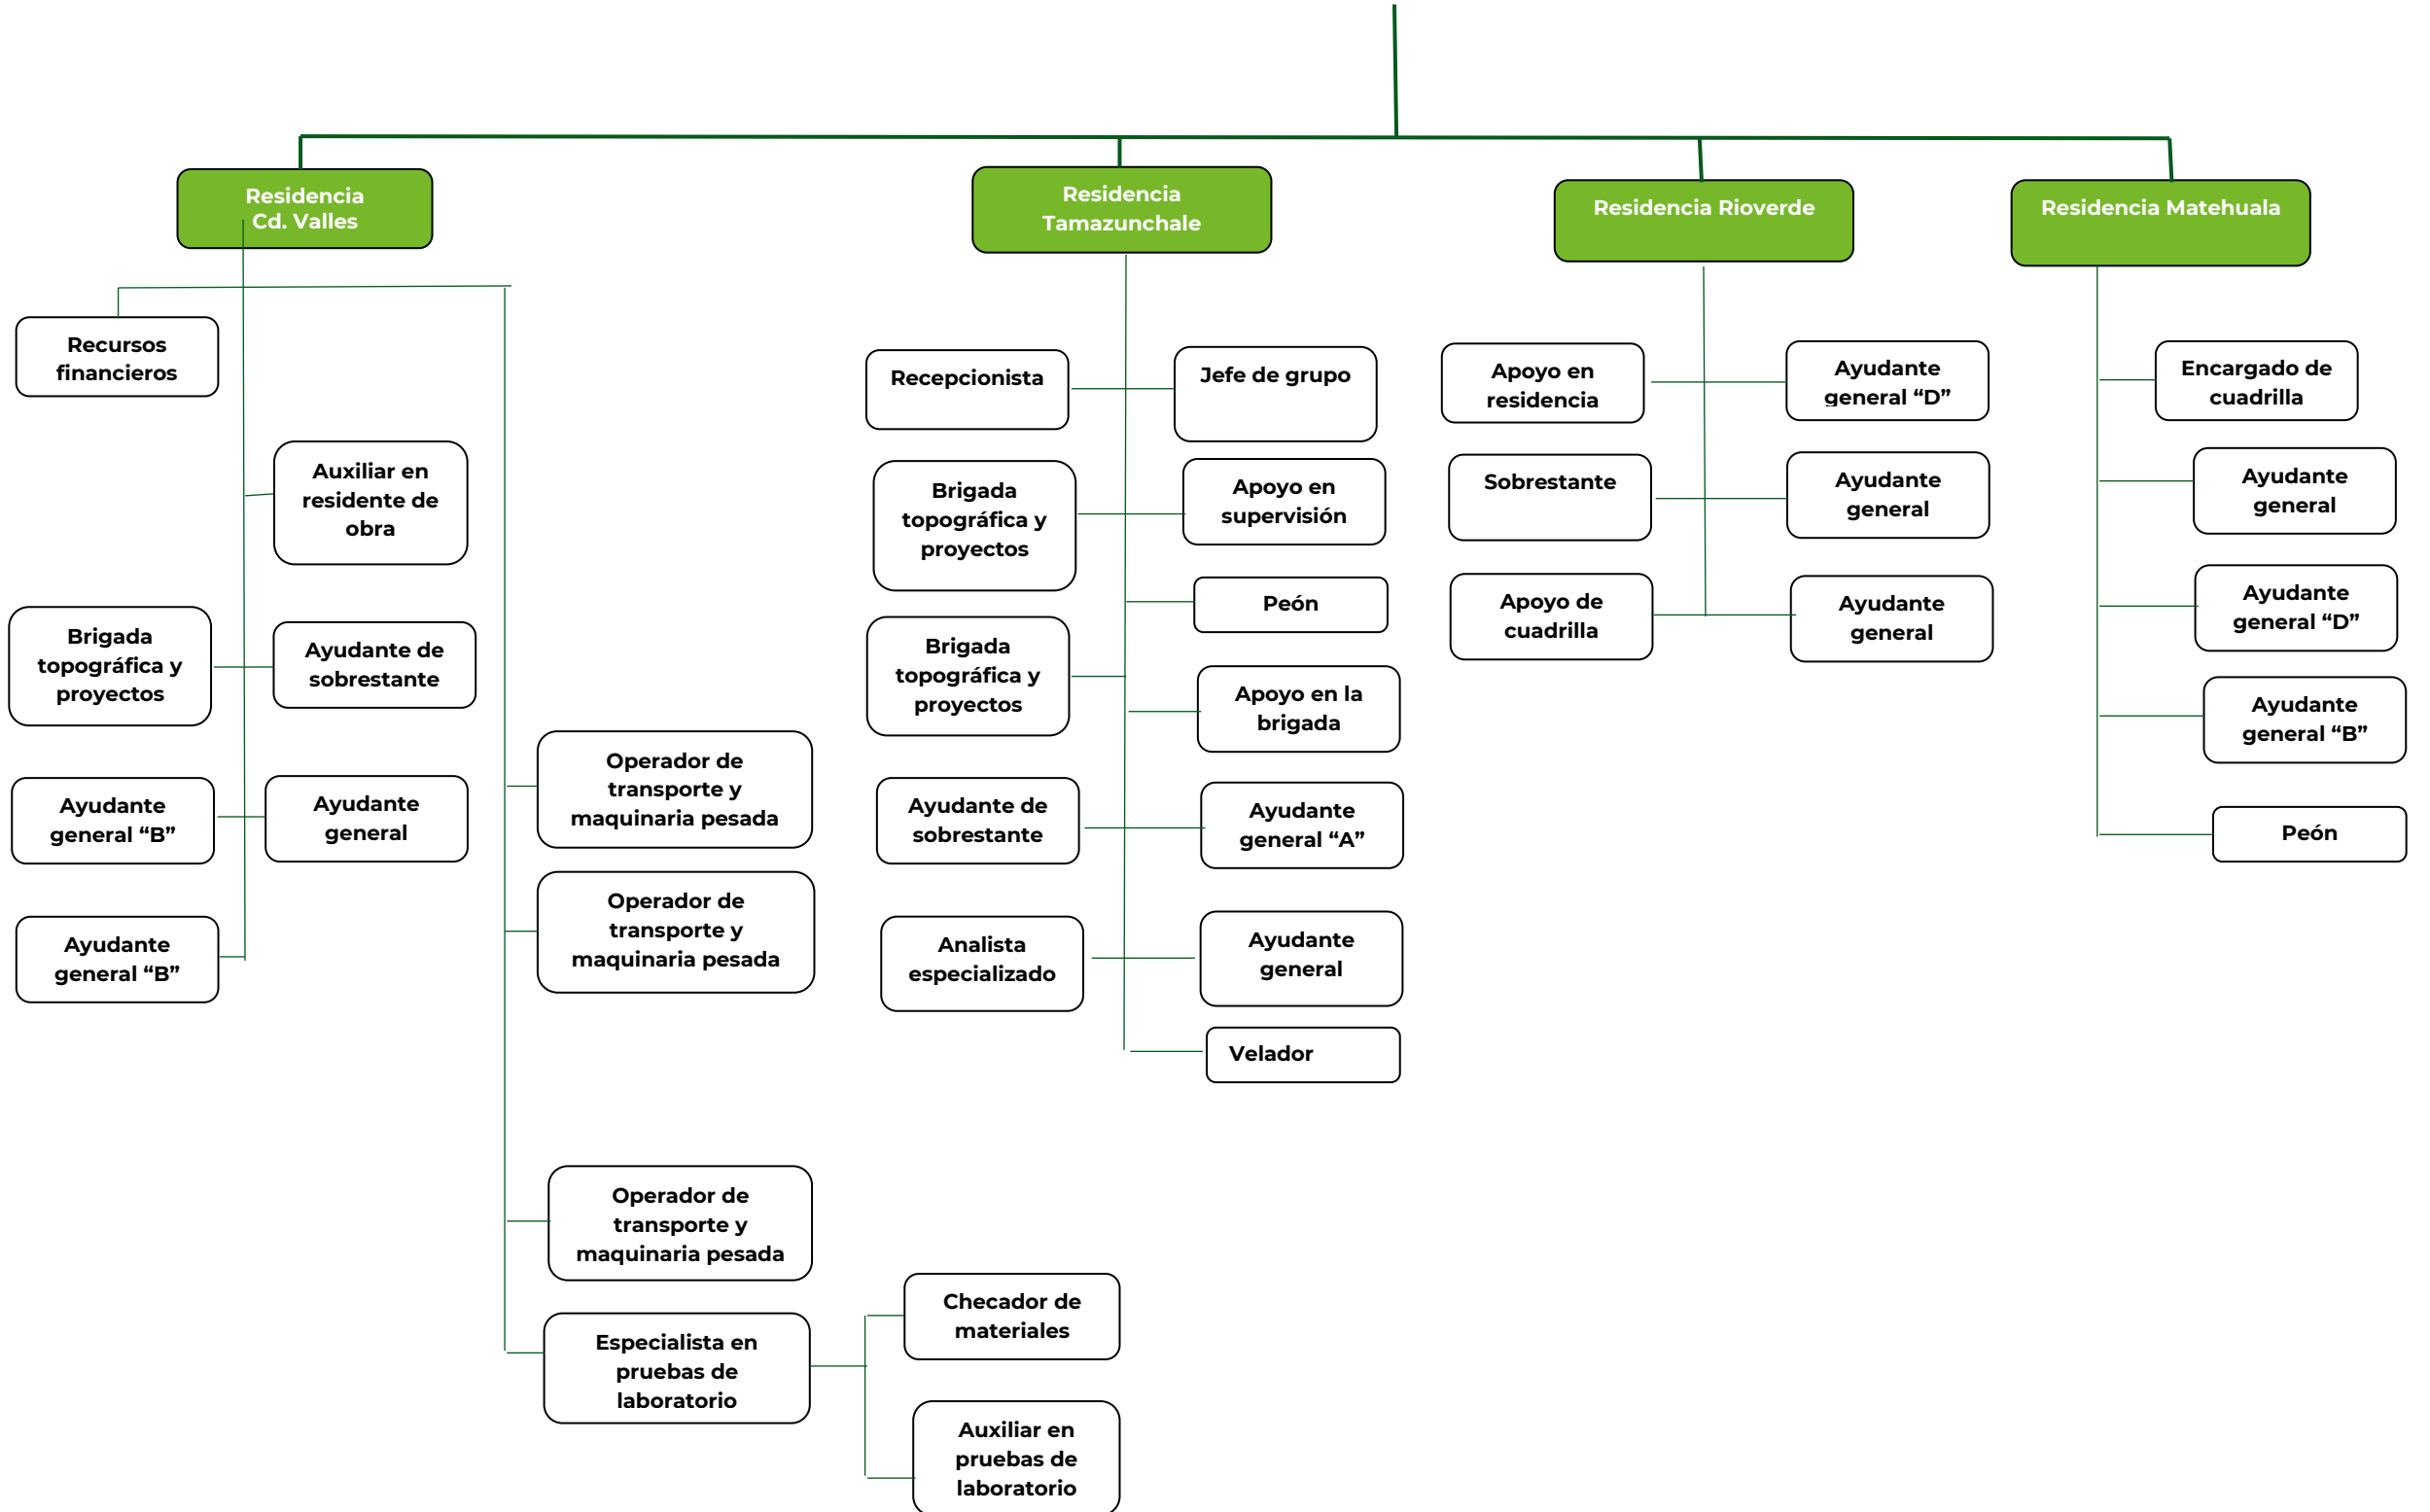 Residencia
Cd. Valles
Residencia
Tamazunchale
Residencia Rioverde
Residencia Matehuala
Recursos
financieros
Auxiliar en
residente de
obra
Brigada
topográfica y
proyectos
Ayudante de
sobrestante
Ayudante
general “B”
Ayudante
general
Ayudante
general “B”
Operador de
transporte y
maquinaria pesada
Operador de
transporte y
maquinaria pesada
Operador de
transporte y
maquinaria pesada
Especialista en
pruebas de
laboratorio
Checador de
materiales
Auxiliar en
pruebas de
laboratorio
Recepcionista
Jefe de grupo
Brigada
topográfica y
proyectos
Apoyo en
supervisión
Peón
Brigada
topográfica y
proyectos
Apoyo en la
brigada
Ayudante de
sobrestante
Ayudante
general “A”
Analista
especializado
Ayudante
general
Velador
Apoyo en
residencia
Ayudante
general “D”
Sobrestante
Ayudante
general
Apoyo de
cuadrilla
Ayudante
general
Encargado de
cuadrilla
Ayudante
general
Ayudante
general “D”
Ayudante
general “B”
Peón